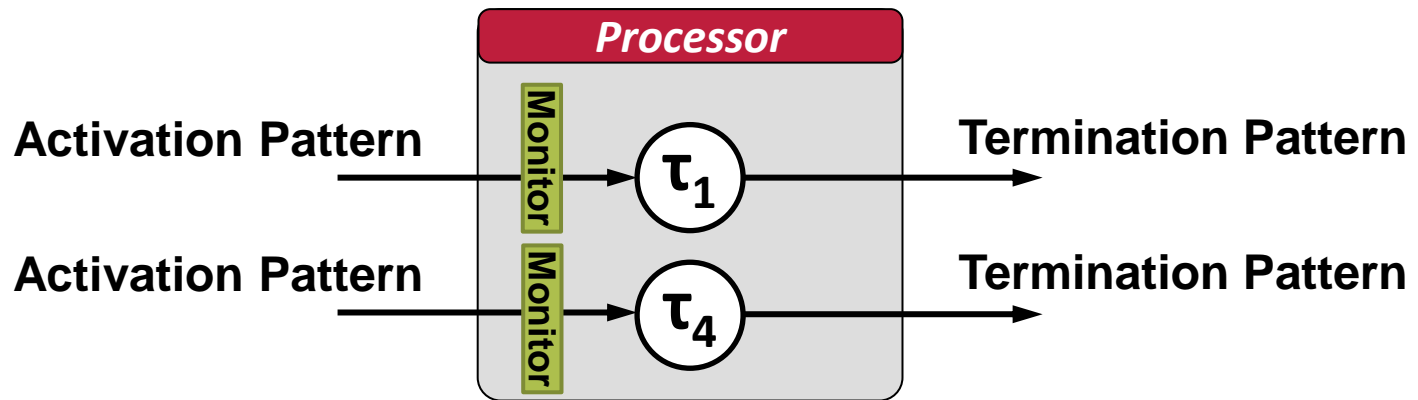 Processor
Activation Pattern
Monitor
τ1
Termination Pattern
Activation Pattern
Monitor
τ4
Termination Pattern